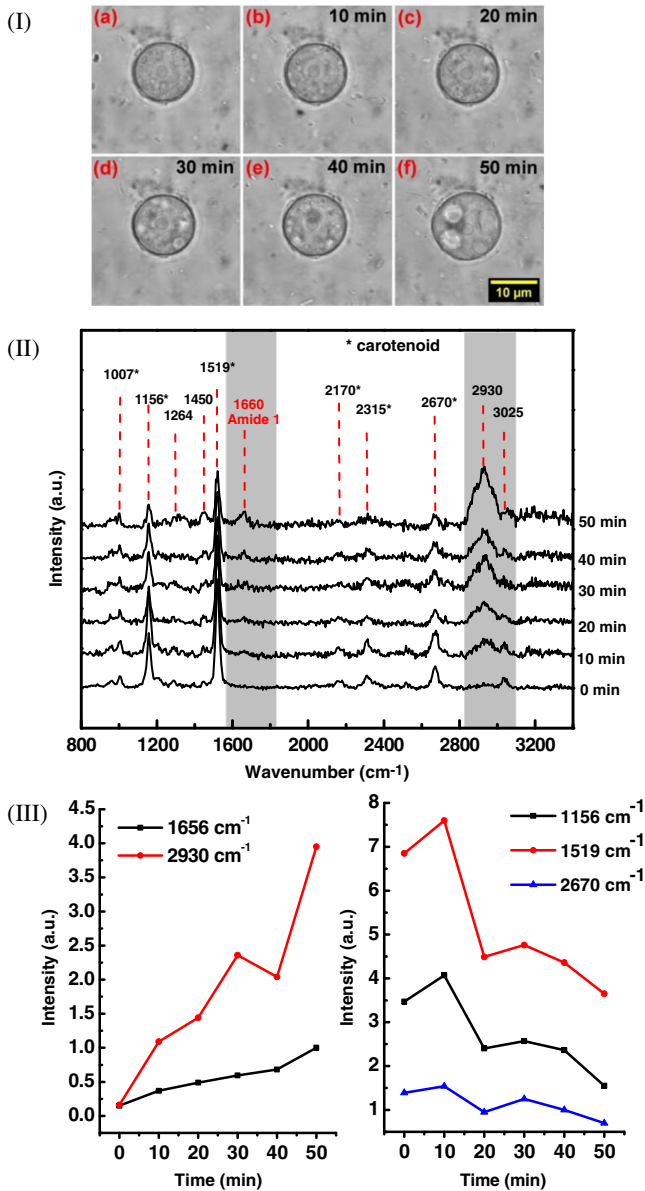 (I)
(a)
(b) 10 min
(c) 20 min
(d) 30 min
(e) 40 min
(f) 50 min
10 µm
(II)
* carotenoid
1007*
1156*
1264
1450
1519*
1660
Amide 1
2170*
2315*
2670*
2930
3025
50 min
40 min
30 min
20 min
10 min
0 min
Intensity (a.u.)
800 1200 1600 2000 2400 2800 3200
Wavenumber (cm-1)
(III)
1656 cm⁻¹
2930 cm⁻¹
4.5
4.0
3.5
3.0
2.5
2.0
1.5
1.0
0.5
0.0
Intensity (a.u.)
0 10 20 30 40 50
Time (min)
1156 cm⁻¹
1519 cm⁻¹
2670 cm⁻¹
8
7
6
5
4
3
2
1
Intensity (a.u.)
0 10 20 30 40 50
Time (min)